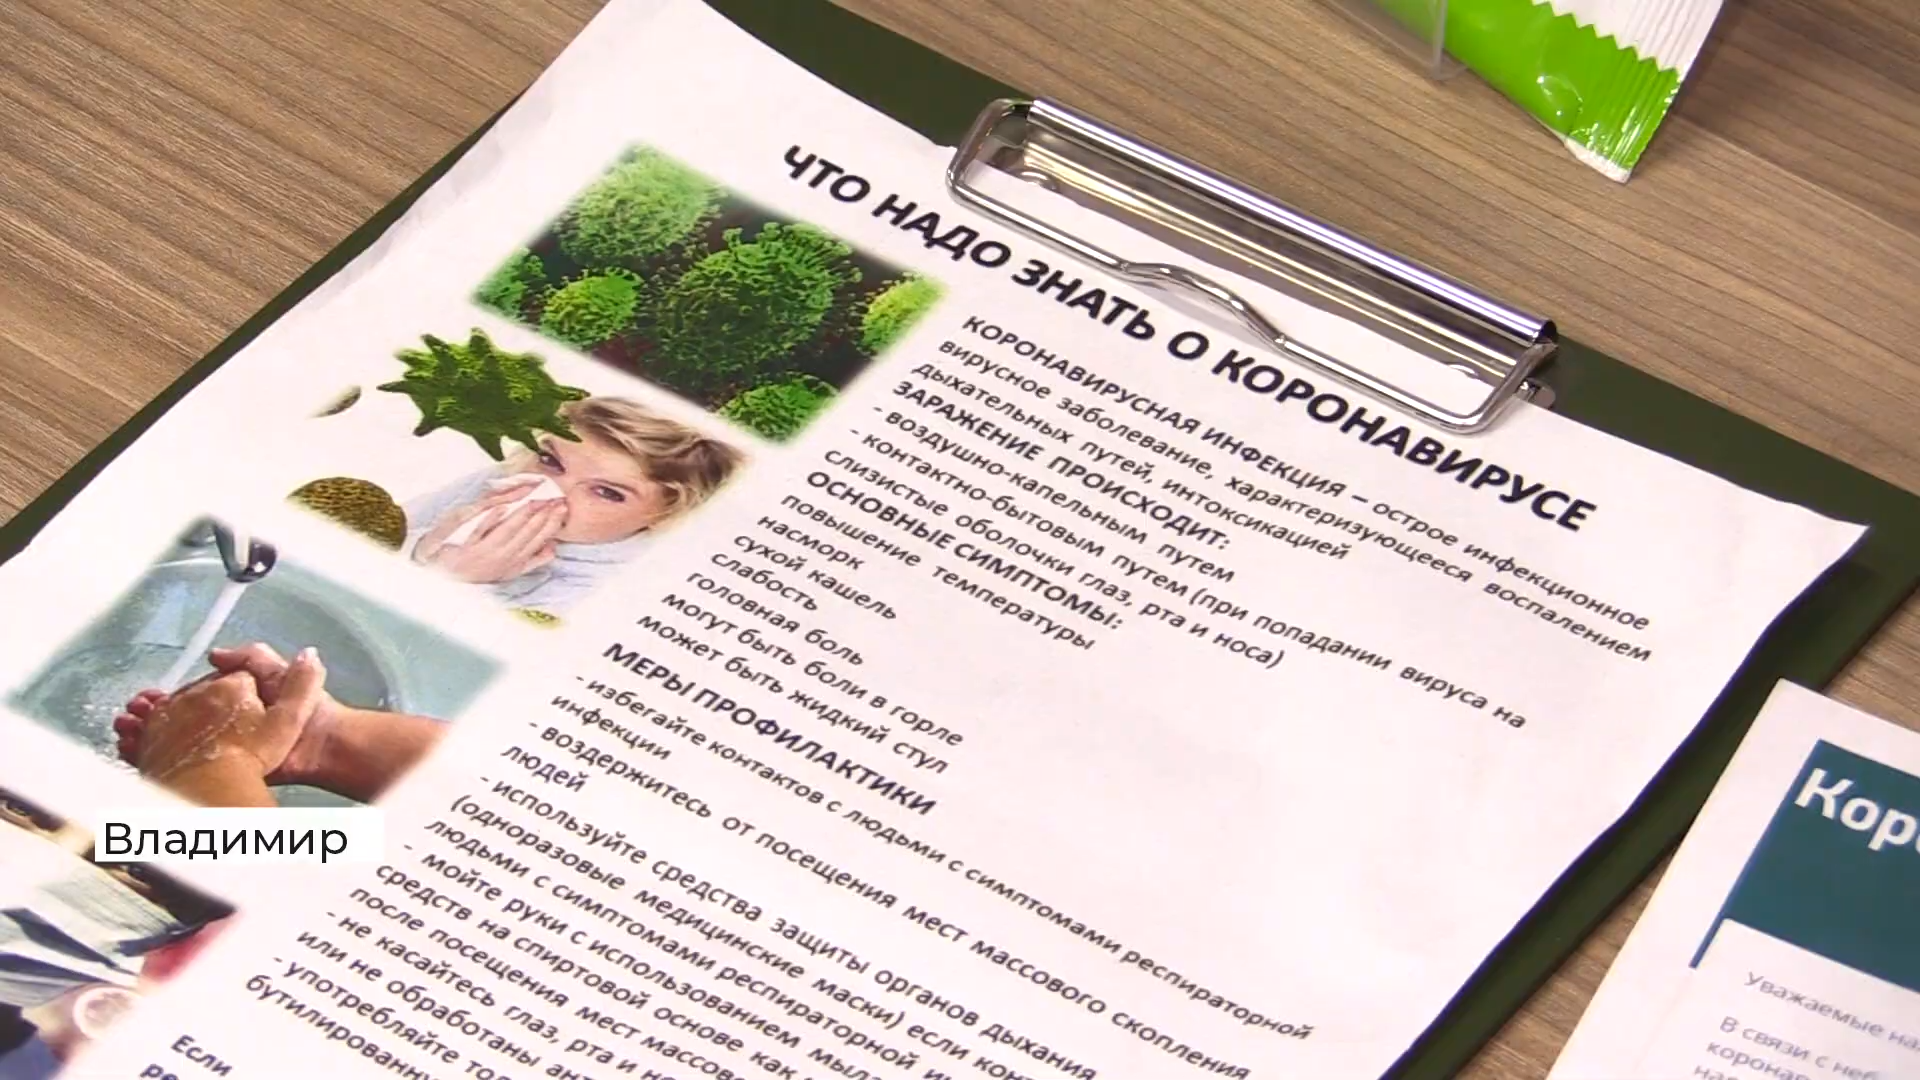 ЧТО НАДО ЗНАТЬ О КОРОНАВИРУСЕ
КОРОНАВИРУСНАЯ ИНФЕКЦИЯ – острое инфекционное
вирусное заболевание, характеризующееся воспалением
дыхательных путей, интоксикацией
ЗАРАЖЕНИЕ ПРОИСХОДИТ:
- воздушно-капельным путем
- контактно-бытовым путем (при попадании вируса на
слизистые оболочки глаз, рта и носа)
ОСНОВНЫЕ СИМПТОМЫ:
повышение температуры
насморк
сухой кашель
слабость
головная боль
могут быть боли в горле
может быть жидкий стул
МЕРЫ ПРОФИЛАКТИКИ
- избегайте контактов с людьми с симптомами респираторной
инфекции
- воздержитесь от посещения мест массового скопления
людей
- используйте средства защиты органов дыхания
(одноразовые медицинские маски) если
людьми с симптомами респираторной
- мойте руки с использованием
средств на спиртовой основе как
после посещения мест
- не касайтесь глаз, рта и
или не обработаны
- употребляйте
Если
Владимир
Уважаемые
В связи с